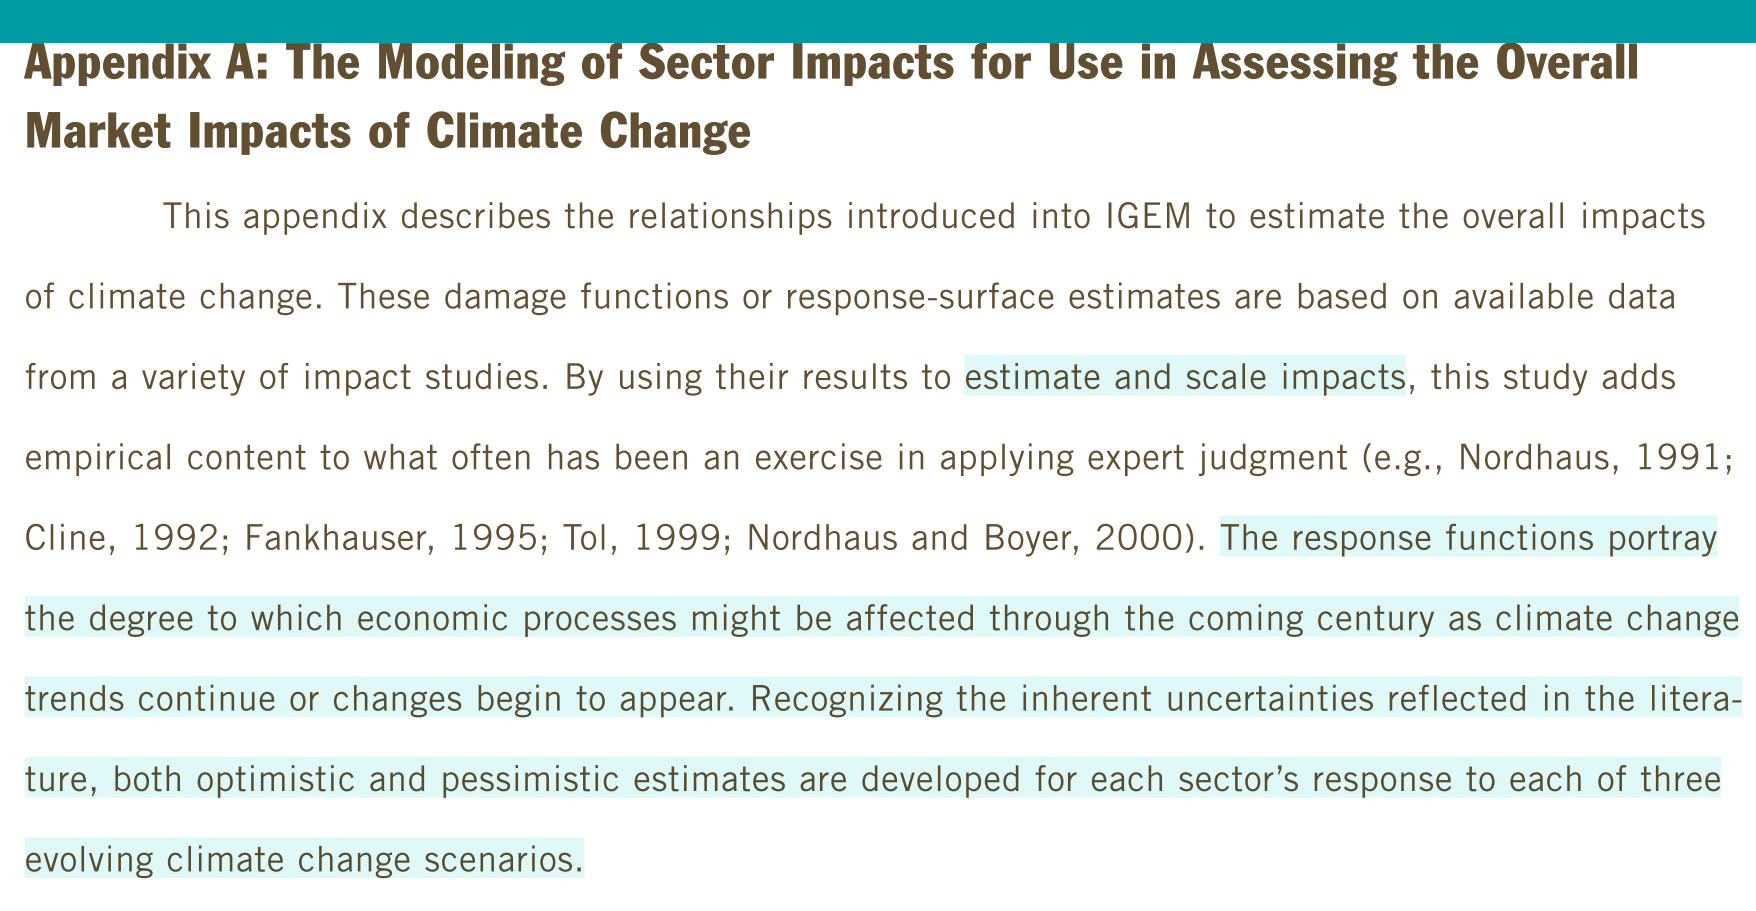 Appendix A: The Modeling of Sector Impacts for Use in Assessing the Overall
Market Impacts of Climate Change
This appendix describes the relationships introduced into IGEM to estimate the overall impacts
of climate change. These damage functions or response-surface estimates are based on available data
from a variety of impact studies. By using their results to estimate and scale impacts, this study adds
empirical content to what often has been an exercise in applying expert judgment (e.g., Nordhaus, 1991;
Cline, 1992; Fankhauser, 1995; Tol, 1999; Nordhaus and Boyer, 2000). The response functions portray
the degree to which economic processes might be affected through the coming century as climate change
trends continue or changes begin to appear. Recognizing the inherent uncertainties reflected in the litera-
ture, both optimistic and pessimistic estimates are developed for each sector’s response to each of three
evolving climate change scenarios.